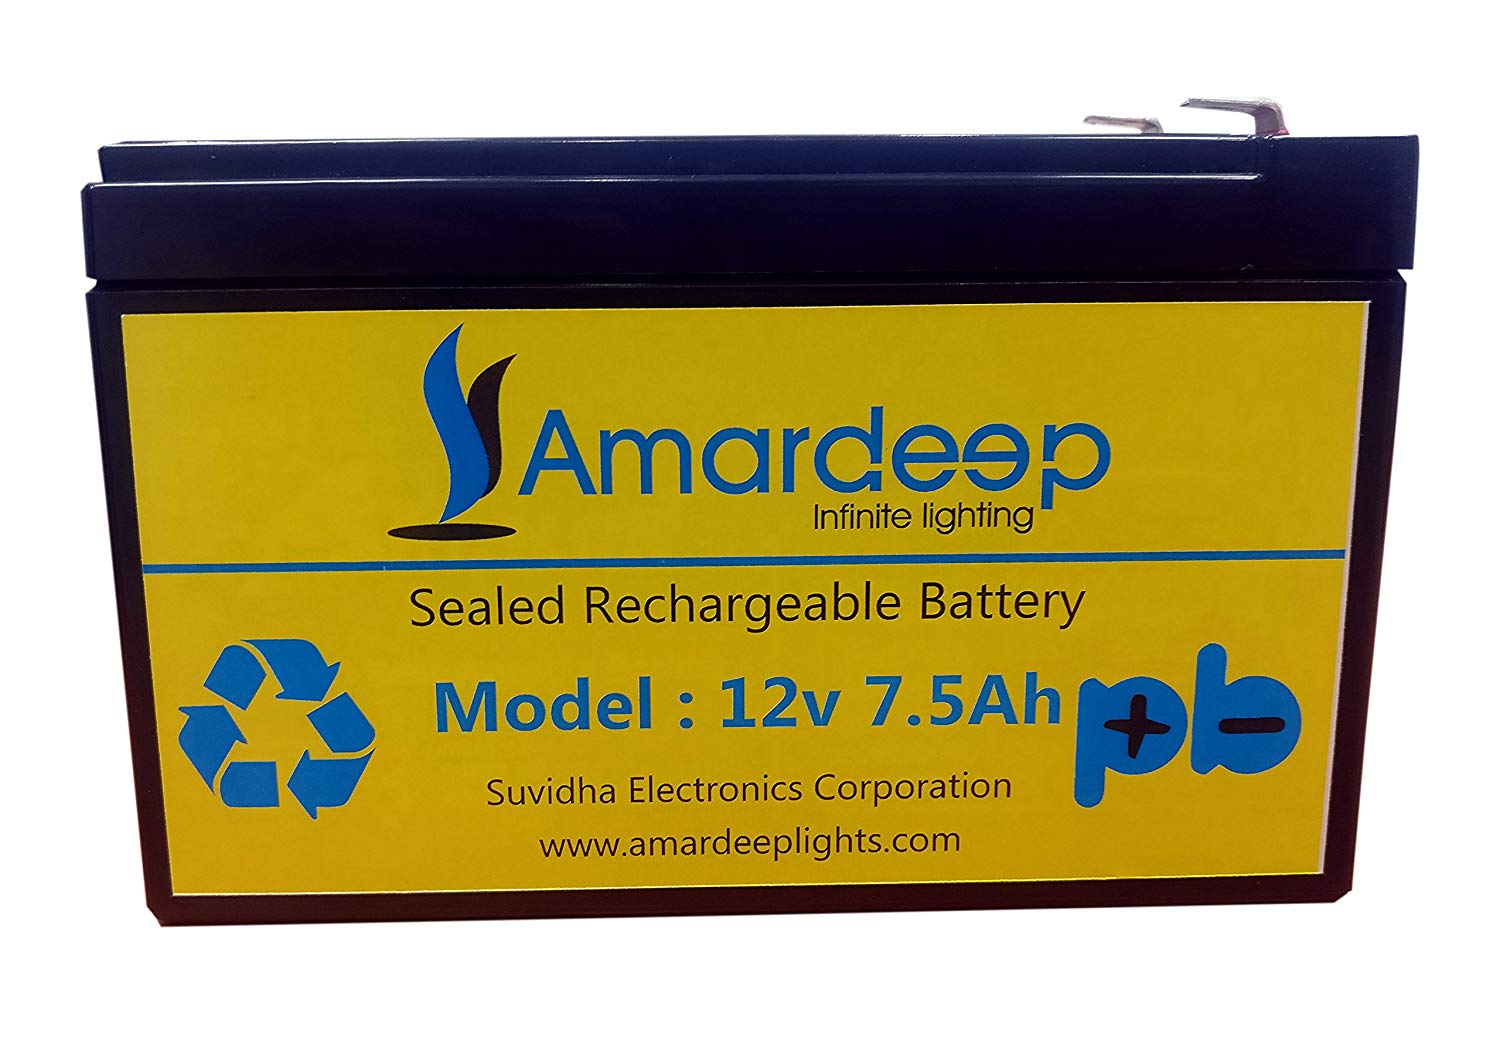 Amardeep
Infinite lighting
Sealed Rechargeable Battery
Model : 12v 7.5Ah
pb
+ -
Suvidha Electronics Corporation
www.amardeeplights.com